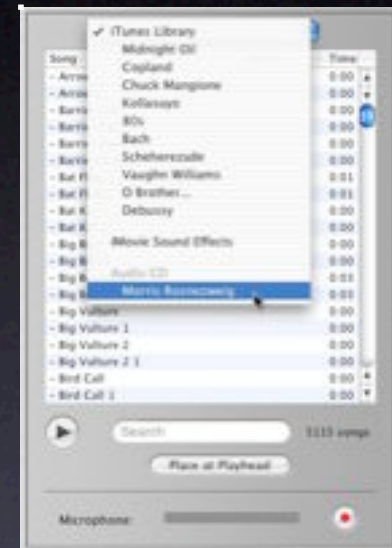 ✓ iTunes Library
Midnight Oil
Copland
Chuck Mangione
Kollasuyo
80s
Bach
Scheherezade
Vaughn Williams
O Brother...
Debussy
iMovie Sound Effects
Audio CD
Morris Rosnezweig
Song
Time
0:00
0:00
0:00
0:00
0:00
0:00
0:01
0:01
0:00
0:00
0:00
0:00
0:03
0:03
- Big Vulture 0:00
- Big Vulture 1 0:00
- Big Vulture 2 0:00
- Big Vulture 2 1 0:00
- Bird Call 0:00
- Bird Call 1 0:00
Search
songs
Place at Playhead
Microphone: